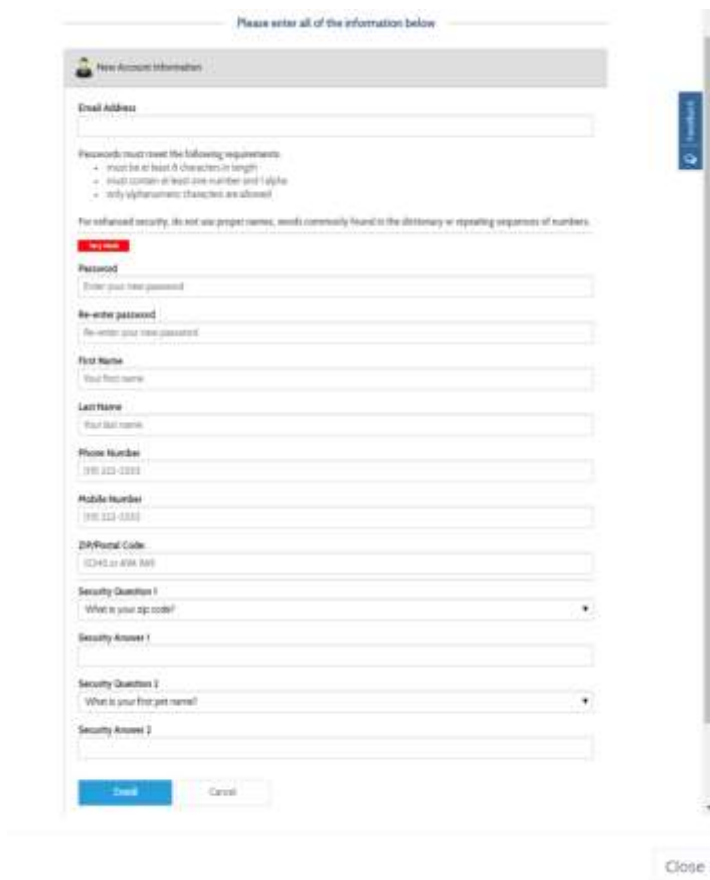 Please enter all of the information below
New Account Information
Feedback
Email Address
Passwords must meet the following requirements:
must be at least 8 characters in length
must contain at least one number and 1 alpha
only alphanumeric characters are allowed
For enhanced security, do not use proper names, words commonly found in the dictionary or repeating sequences of numbers.
Very Weak
Password
Enter your new password
Re-enter password
Re-enter your new password
First Name
Your first name
Last Name
Your last name
Phone Number
Mobile Number
ZIP/Postal Code
Security Question 1
What is your zip code?
Security Answer 1
Security Question 2
What is your first pet name?
Security Answer 2
Enroll Cancel
Close